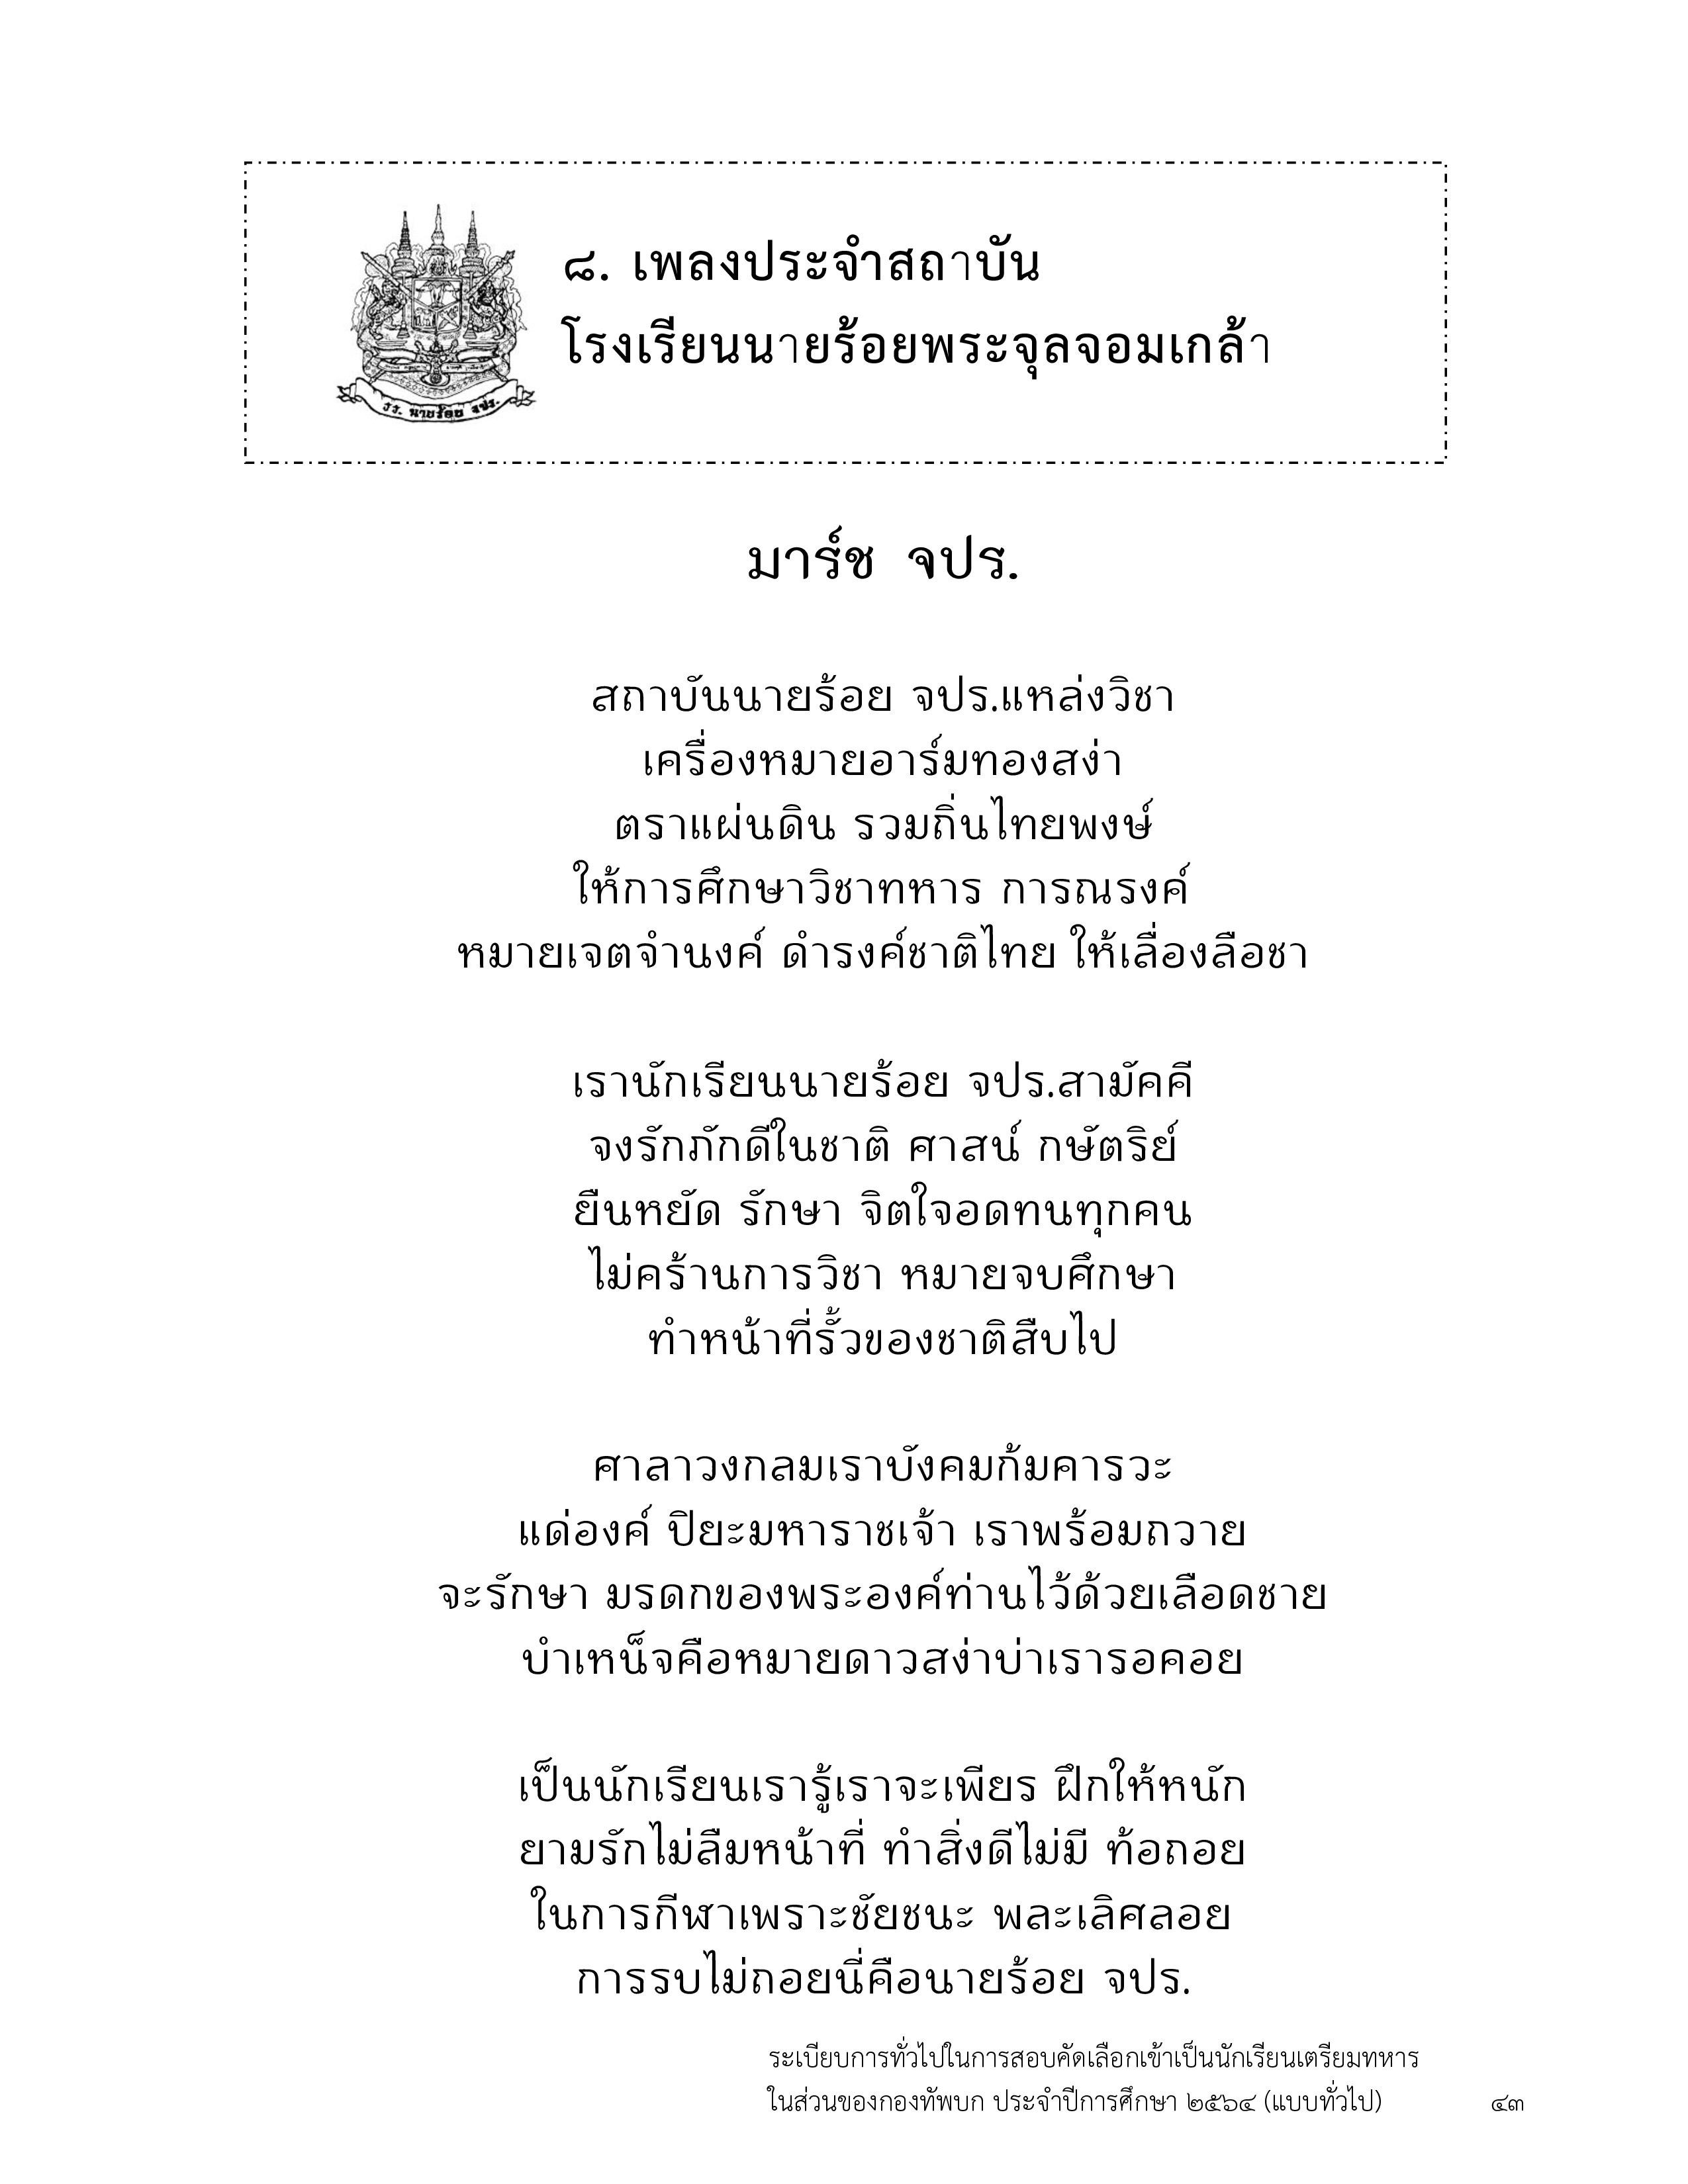 ๘. เพลงประจำสถาบัน
โรงเรียนนายร้อยพระจุลจอมเกล้า
รร. นายร้อย จปร.
มาร์ช จปร.
สถาบันนายร้อย จปร.แหล่งวิชา
เครื่องหมายอาร์มทองสง่า
ตราแผ่นดิน รวมถิ่นไทยพงษ์
ให้การศึกษาวิชาทหาร การณรงค์
หมายเจตจำนงค์ ดำรงค์ชาติไทย ให้เลื่องลือชา
เรานักเรียนนายร้อย จปร.สามัคคี
จงรักภักดีในชาติ ศาสน์ กษัตริย์
ยืนหยัด รักษา จิตใจอดทนทุกคน
ไม่คร้านการวิชา หมายจบศึกษา
ทำหน้าที่รั้วของชาติสืบไป
ศาลาวงกลมเราบังคมก้มคารวะ
แด่องค์ ปิยะมหาราชเจ้า เราพร้อมถวาย
จะรักษา มรดกของพระองค์ท่านไว้ด้วยเลือดชาย
บำเหน็จคือหมายดาวสง่าบ่าเรารอคอย
เป็นนักเรียนเรารู้เราจะเพียร ฝึกให้หนัก
ยามรักไม่ลืมหน้าที่ ทำสิ่งดีไม่มี ท้อถอย
ในการกีฬาเพราะชัยชนะ พละเลิศลอย
การรบไม่ถอยนี่คือนายร้อย จปร.
ระเบียบการทั่วไปในการสอบคัดเลือกเข้าเป็นนักเรียนเตรียมทหาร
ในส่วนของกองทัพบก ประจำปีการศึกษา ๒๕๖๔ (แบบทั่วไป) ๔๓